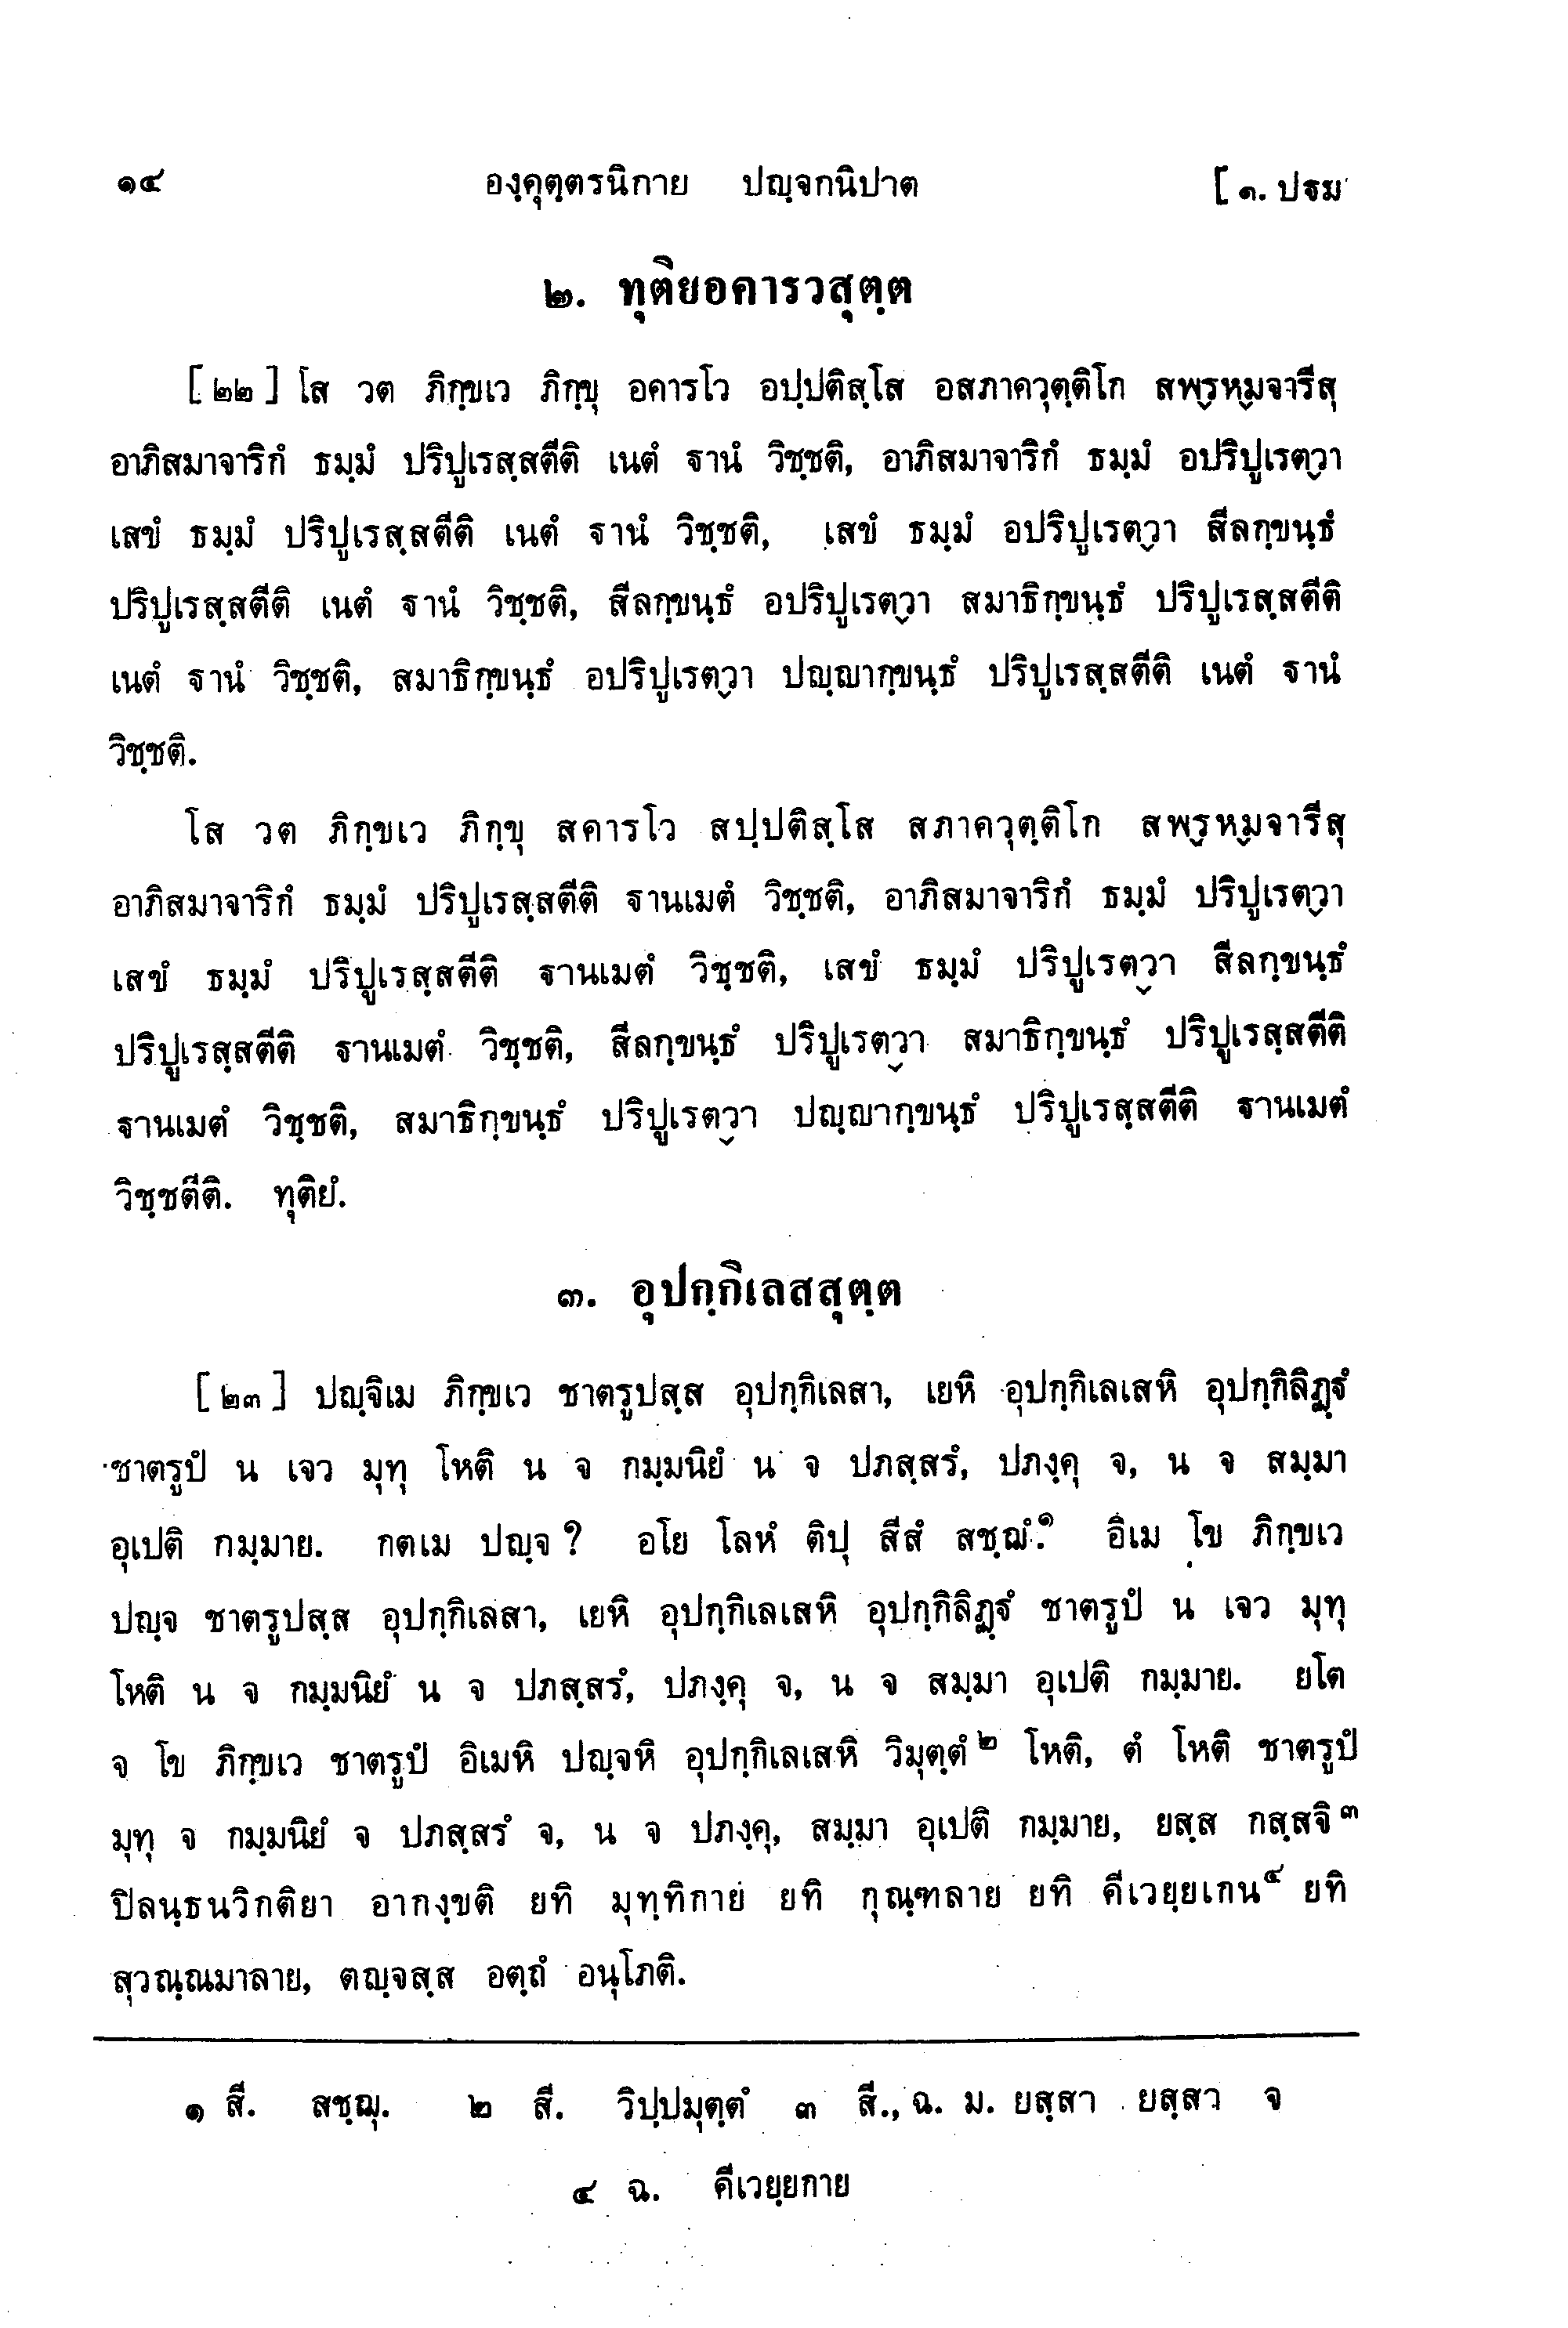 ๑๔ องฺคุตฺตรนิกาย ปญฺจกนิปาต [ ๑. ปฐม
๒. ทุติยอคารวสุตฺต
[ ๒๒ ] โส วต ภิกฺขเว ภิกฺขุ อคารโว อปฺปติสฺโส อสภาควุตฺติโก สพฺรหฺมจารีสุ
อาภิสมาจาริกํ ธมฺมํ ปริปูเรสฺสตีติ เนตํ ฐานํ วิชฺชติ, อาภิสมาจาริกํ ธมฺมํ อปริปูเรตฺวา
เสขํ ธมฺมํ ปริปูเรสฺสตีติ เนตํ ฐานํ วิชฺชติ, เสขํ ธมฺมํ อปริปูเรตฺวา สีลกฺขนฺธํ
ปริปูเรสฺสตีติ เนตํ ฐานํ วิชฺชติ, สีลกฺขนฺธํ อปริปูเรตฺวา สมาธิกฺขนฺธํ ปริปูเรสฺสตีติ
เนตํ ฐานํ วิชฺชติ, สมาธิกฺขนฺธํ อปริปูเรตฺวา ปญฺญากฺขนฺธํ ปริปูเรสฺสตีติ เนตํ ฐานํ
วิชฺชติ.
โส วต ภิกฺขเว ภิกฺขุ สคารโว สปฺปติสฺโส สภาควุตฺติโก สพฺรหฺมจารีสุ
อาภิสมาจาริกํ ธมฺมํ ปริปูเรสฺสตีติ ฐานเมตํ วิชฺชติ, อาภิสมาจาริกํ ธมฺมํ ปริปูเรตฺวา
เสขํ ธมฺมํ ปริปูเรสฺสตีติ ฐานเมตํ วิชฺชติ, เสขํ ธมฺมํ ปริปูเรตฺวา สีลกฺขนฺธํ
ปริปูเรสฺสตีติ ฐานเมตํ วิชฺชติ, สีลกฺขนฺธํ ปริปูเรตฺวา สมาธิกฺขนฺธํ ปริปูเรสฺสตีติ
ฐานเมตํ วิชฺชติ, สมาธิกฺขนฺธํ ปริปูเรตฺวา ปญฺญากฺขนฺธํ ปริปูเรสฺสตีติ ฐานเมตํ
วิชฺชตีติ. ทุติยํ.
๓. อุปกฺกิเลสสุตฺต
[ ๒๓ ] ปญฺจิเม ภิกฺขเว ชาตรูปสฺส อุปกฺกิเลสา, เยหิ อุปกฺกิเลเสหิ อุปกฺกิลิฏฺฐํ
ชาตรูปํ น เจว มุทุ โหติ น จ กมฺมนิยํ น จ ปภสฺสรํ, ปภงฺคุ จ, น จ สมฺมา
อุเปติ กมฺมาย. กตเม ปญฺจ ? อโย โลหํ ติปุ สีสํ สชฺฌํ.๑ อิเม โข ภิกฺขเว
ปญฺจ ชาตรูปสฺส อุปกฺกิเลสา, เยหิ อุปกฺกิเลเสหิ อุปกฺกิลิฏฺฐํ ชาตรูปํ น เจว มุทุ
โหติ น จ กมฺมนิยํ น จ ปภสฺสรํ, ปภงฺคุ จ, น จ สมฺมา อุเปติ กมฺมาย. ยโต
จ โข ภิกฺขเว ชาตรูปํ อิเมหิ ปญฺจหิ อุปกฺกิเลเสหิ วิมุตฺตํ๒ โหติ, ตํ โหติ ชาตรูปํ
มุทุ จ กมฺมนิยํ จ ปภสฺสรํ จ, น จ ปภงฺคุ, สมฺมา อุเปติ กมฺมาย, ยสฺส กสฺสจิ๓
ปิลนฺธนวิกติยา อากงฺขติ ยทิ มุทฺทิกาย ยทิ กุณฺฑลาย ยทิ คีเวยฺยเกน๔ ยทิ
สุวณฺณมาลาย, ตญฺจสฺส อตฺถํ อนุโภติ.
๑ สี. สชฺฌุ. ๒ สี. วิปฺปมุตฺตํ ๓ สี., ฉ. ม. ยสฺสา ยสฺสว จ
๔ ฉ. คีเวยฺยกาย